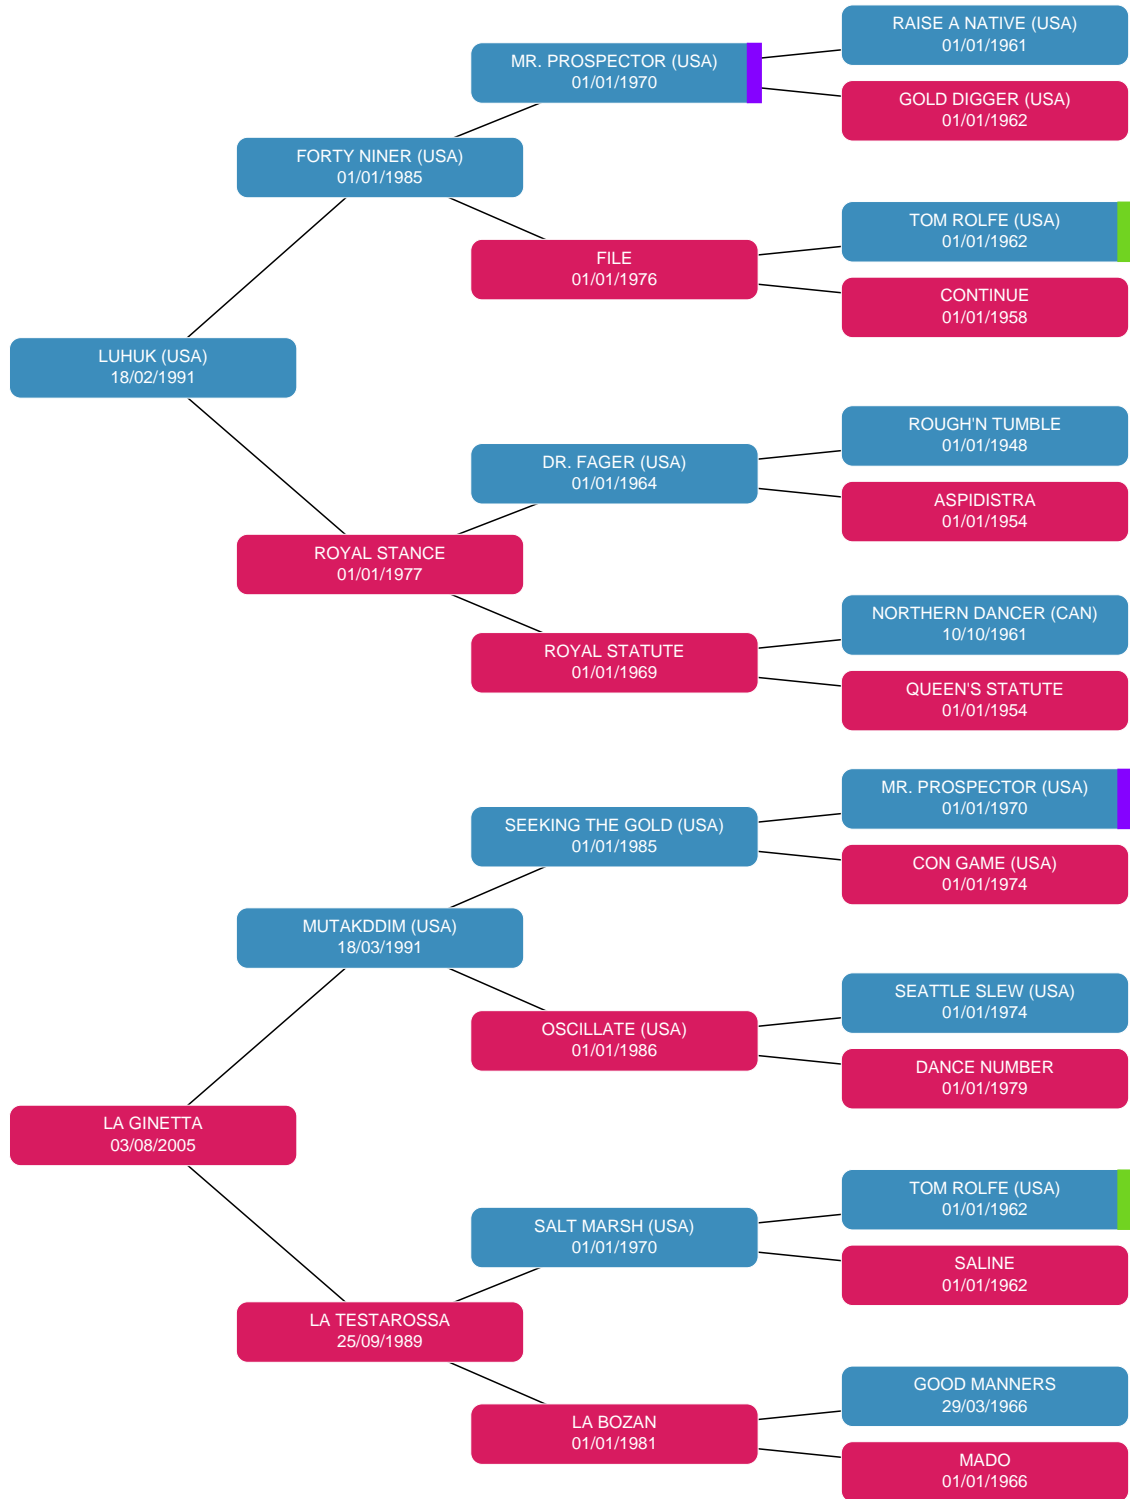 RAISE A NATIVE (USA)
01/01/1961
MR. PROSPECTOR (USA)
01/01/1970
GOLD DIGGER (USA)
01/01/1962
FORTY NINER (USA)
01/01/1985
TOM ROLFE (USA)
01/01/1962
FILE
01/01/1976
CONTINUE
01/01/1958
LUHUK (USA)
18/02/1991
ROUGH'N TUMBLE
01/01/1948
DR. FAGER (USA)
01/01/1964
ASPIDISTRA
01/01/1954
ROYAL STANCE
01/01/1977
NORTHERN DANCER (CAN)
10/10/1961
ROYAL STATUTE
01/01/1969
QUEEN'S STATUTE
01/01/1954
MR. PROSPECTOR (USA)
01/01/1970
SEEKING THE GOLD (USA)
01/01/1985
CON GAME (USA)
01/01/1974
MUTAKDDIM (USA)
18/03/1991
SEATTLE SLEW (USA)
01/01/1974
OSCILLATE (USA)
01/01/1986
DANCE NUMBER
01/01/1979
LA GINETTA
03/08/2005
TOM ROLFE (USA)
01/01/1962
SALT MARSH (USA)
01/01/1970
SALINE
01/01/1962
LA TESTAROSSA
25/09/1989
GOOD MANNERS
29/03/1966
LA BOZAN
01/01/1981
MADO
01/01/1966